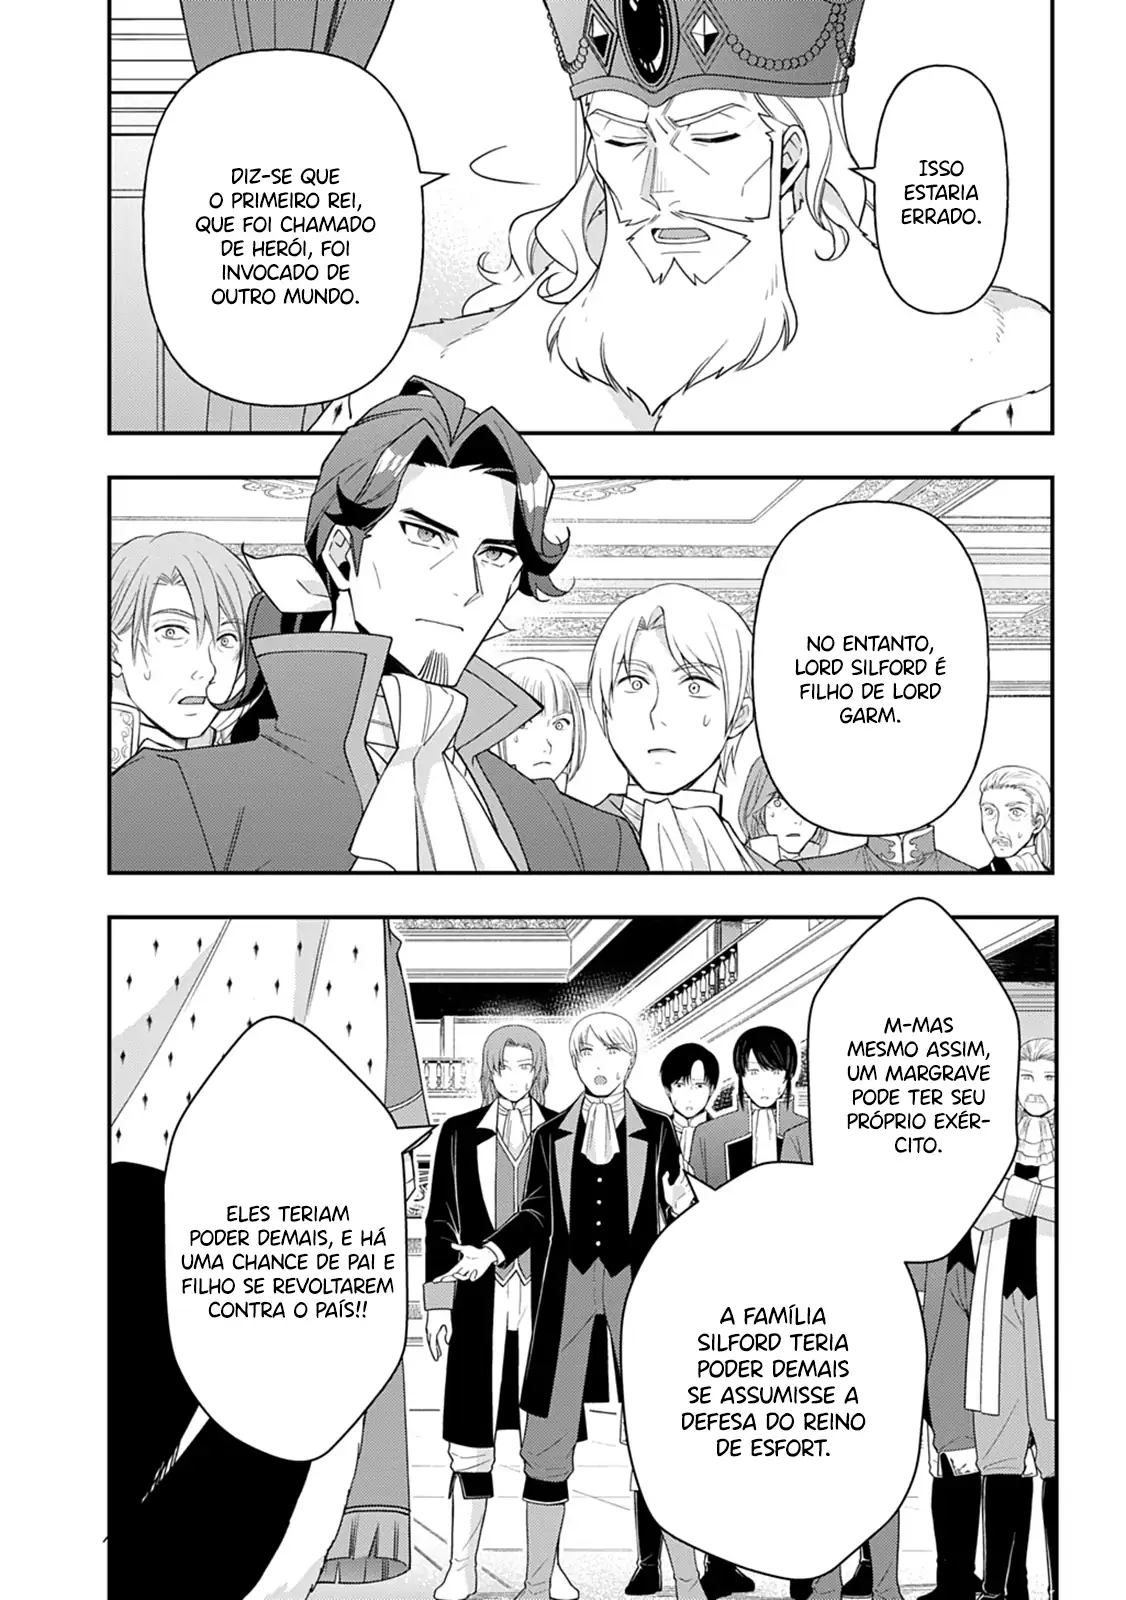 ISSO
ESTARIA
ERRADO.
DIZ-SE QUE
O PRIMEIRO REI,
QUE FOI CHAMADO
DE HERÓI, FOI
INVOCADO DE
OUTRO MUNDO.
NO ENTANTO,
LORD SILFORD É
FILHO DE LORD
GARM.
M-MAS
MESMO ASSIM,
UM MARGRAVE
PODE TER SEU
PRÓPRIO EXÉR-
CITO.
A FAMÍLIA
SILFORD TERIA
PODER DEMAIS
SE ASSUMISSE A
DEFESA DO REINO
DE ESFORT.
ELES TERIAM
PODER DEMAIS, E HÁ
UMA CHANCE DE PAI E
FILHO SE REVOLTAREM
CONTRA O PAÍS!!